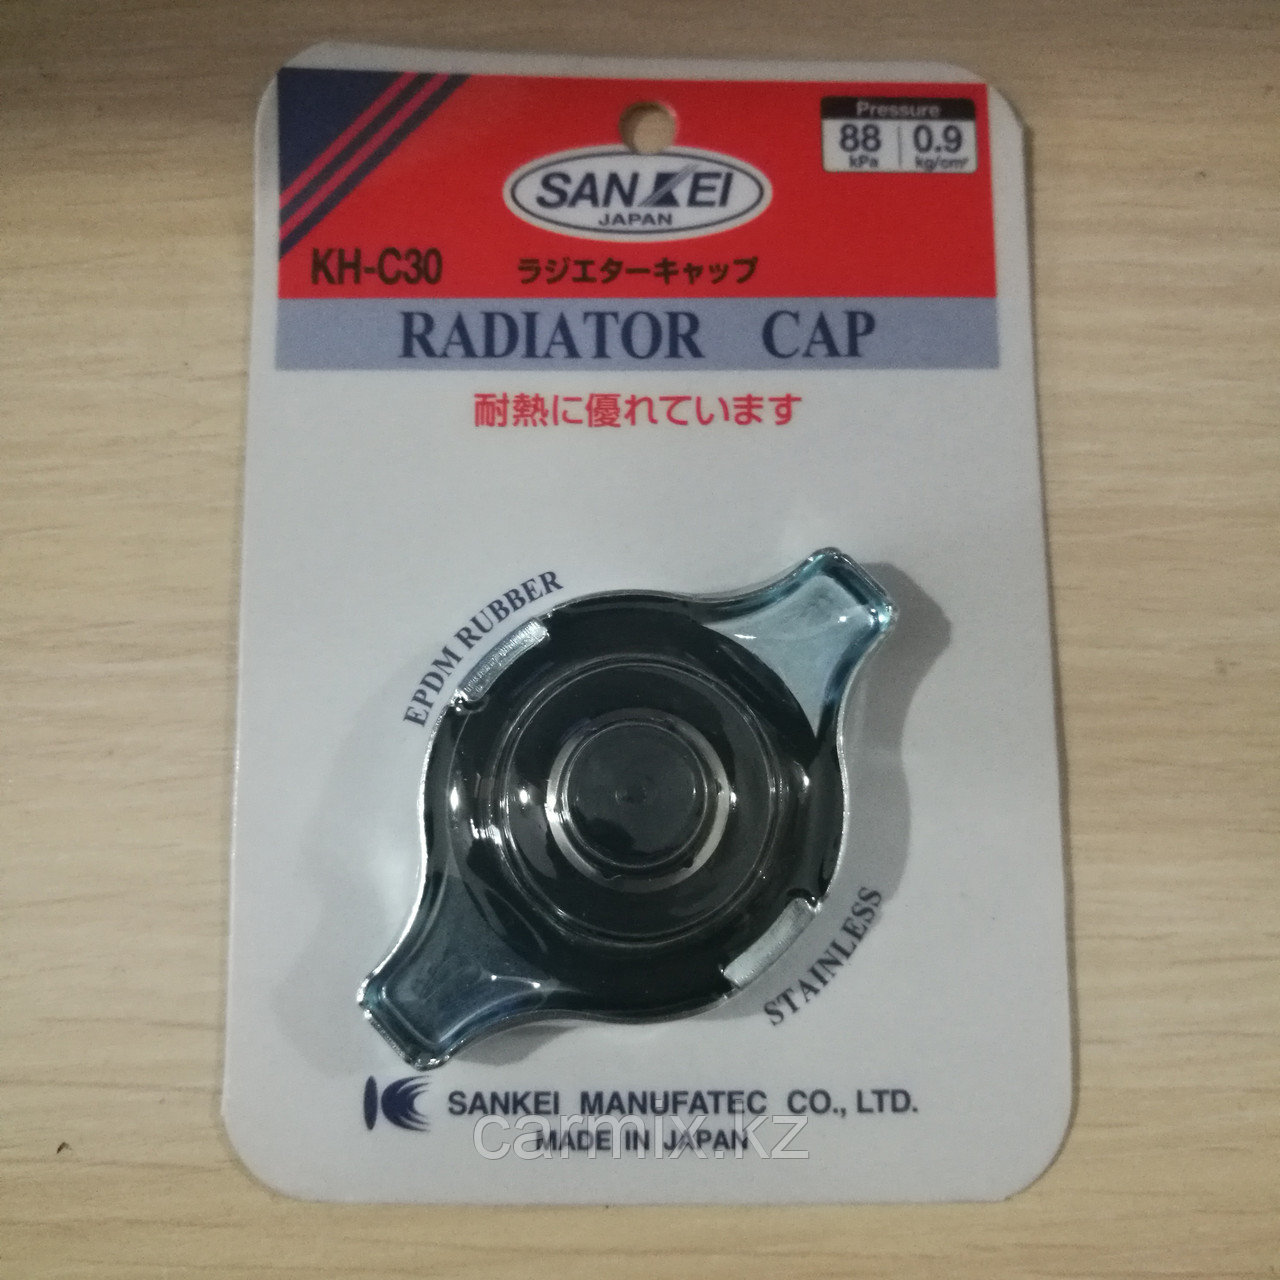 Pressure
88 0.9
kPa kg/cm²
SANKEI
JAPAN
KH-C30 ラジエターキャップ
RADIATOR CAP
耐熱に優れています
EPDM RUBBER
STAINLESS
SANKEI MANUFATEC CO., LTD.
MADE IN JAPAN
carmix.kz